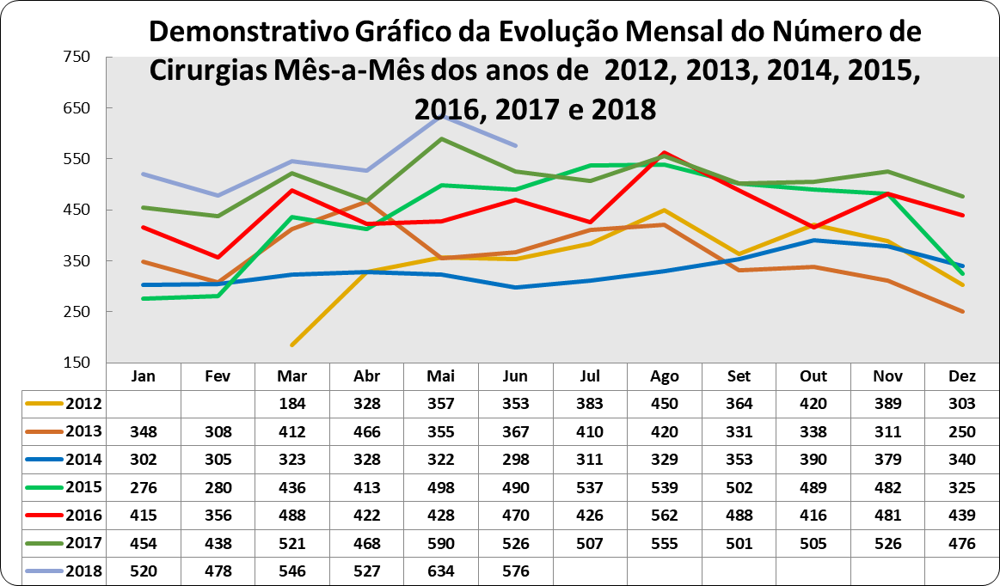 Demonstrativo Gráfico da Evolução Mensal do Número de
Cirurgias Mês-a-Mês dos anos de  2012, 2013, 2014, 2015,
2016, 2017 e 2018
750
650
550
450
350
250
150
Jan Fev Mar Abr Mai Jun Jul Ago Set Out Nov Dez
2012 184 328 357 353 383 450 364 420 389 303
2013 348 308 412 466 355 367 410 420 331 338 311 250
2014 302 305 323 328 322 298 311 329 353 390 379 340
2015 276 280 436 413 498 490 537 539 502 489 482 325
2016 415 356 488 422 428 470 426 562 488 416 481 439
2017 454 438 521 468 590 526 507 555 501 505 526 476
2018 520 478 546 527 634 576